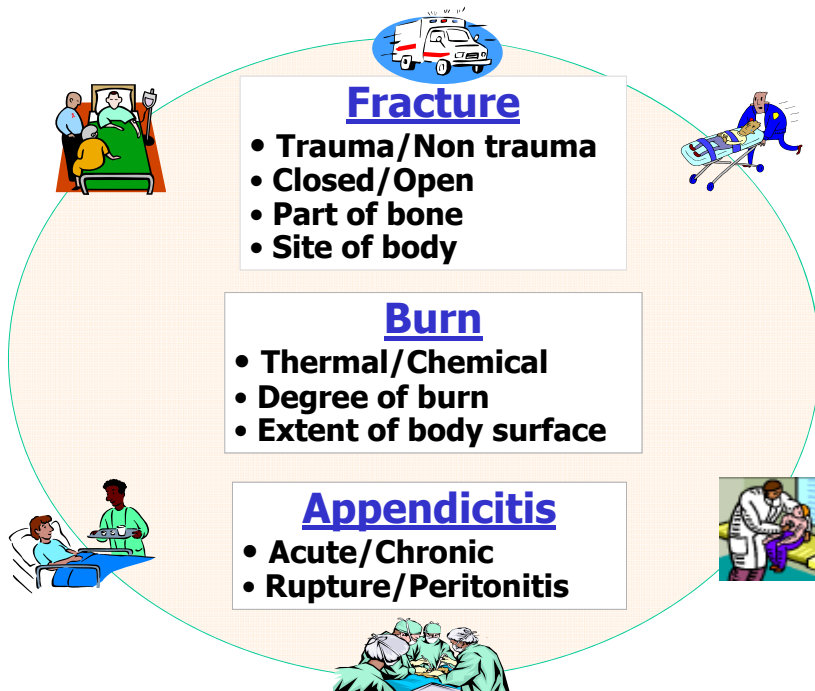 Fracture
• Trauma/Non trauma
• Closed/Open
• Part of bone
• Site of body
Burn
• Thermal/Chemical
• Degree of burn
• Extent of body surface
Appendicitis
• Acute/Chronic
• Rupture/Peritonitis